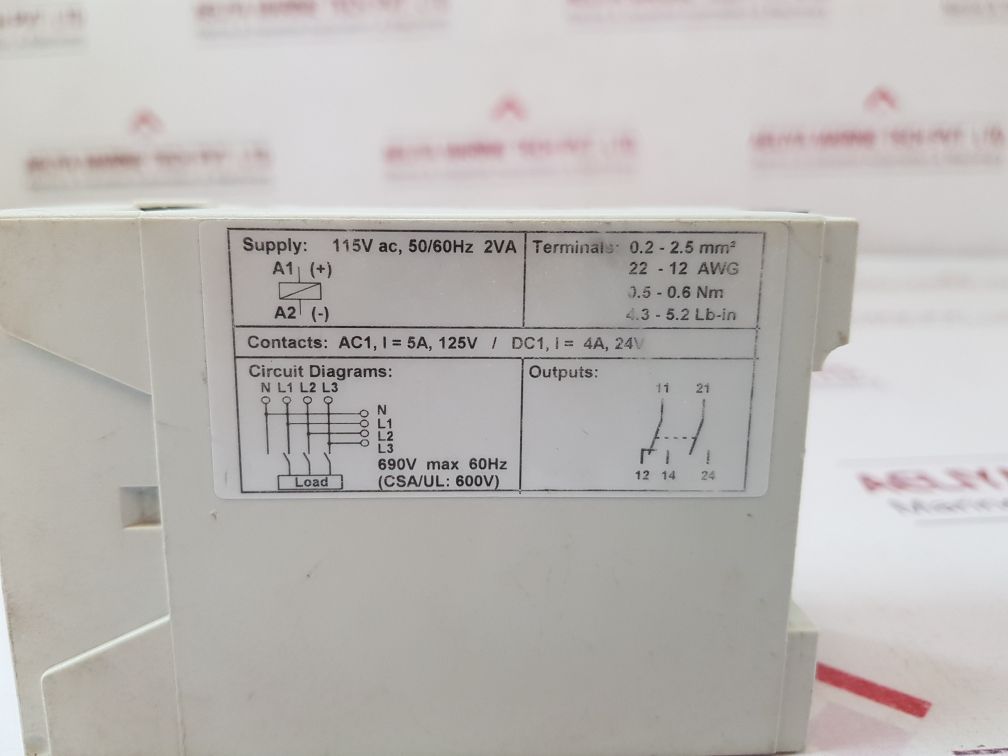 Supply: 115V ac, 50/60Hz 2VA
A1 (+)
A2 (-)
Terminals: 0.2 - 2.5 mm²
22 - 12 AWG
0.5 - 0.6 Nm
4.3 - 5.2 Lb-in
Contacts: AC1, I = 5A, 125V / DC1, I = 4A, 24V
Circuit Diagrams:
N L1 L2 L3
N
L1
L2
L3
690V max 60Hz
(CSA/UL: 600V)
Load
Outputs:
11 21
12 14 24